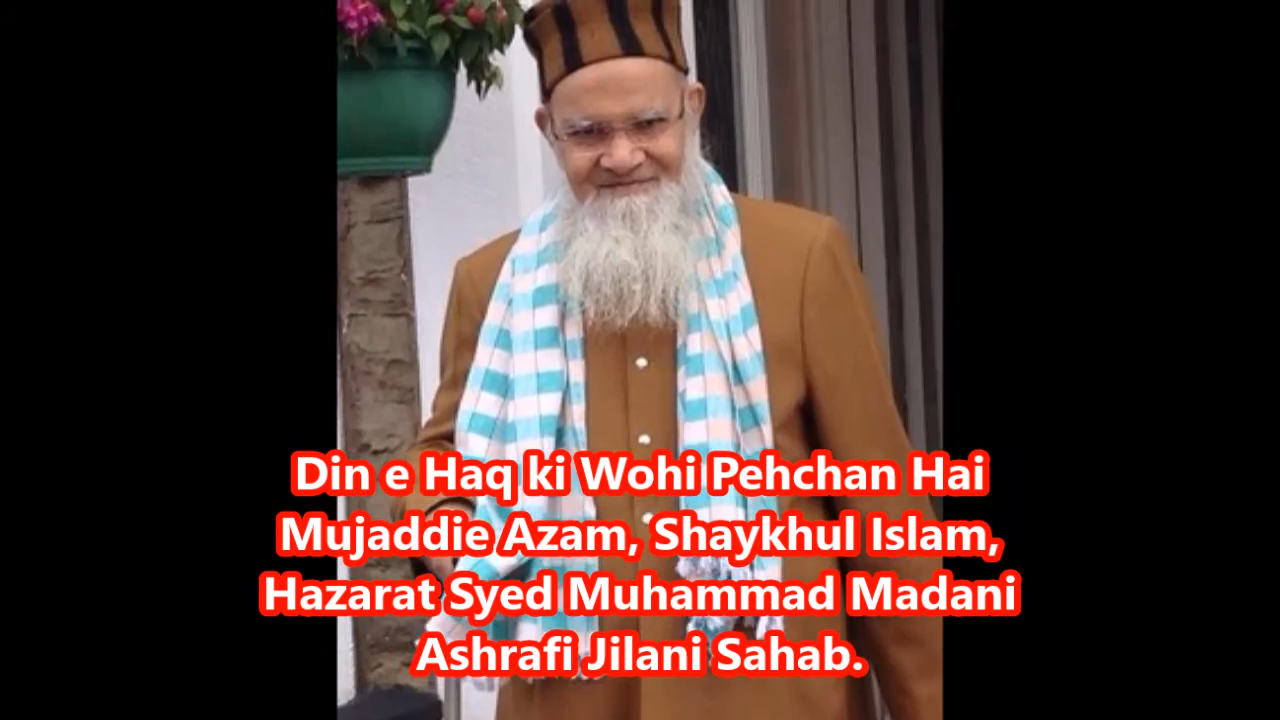 Din e Haq ki Wohi Pehchan Hai
Mujaddie Azam, Shaykhul Islam,
Hazarat Syed Muhammad Madani
Ashrafi Jilani Sahab.